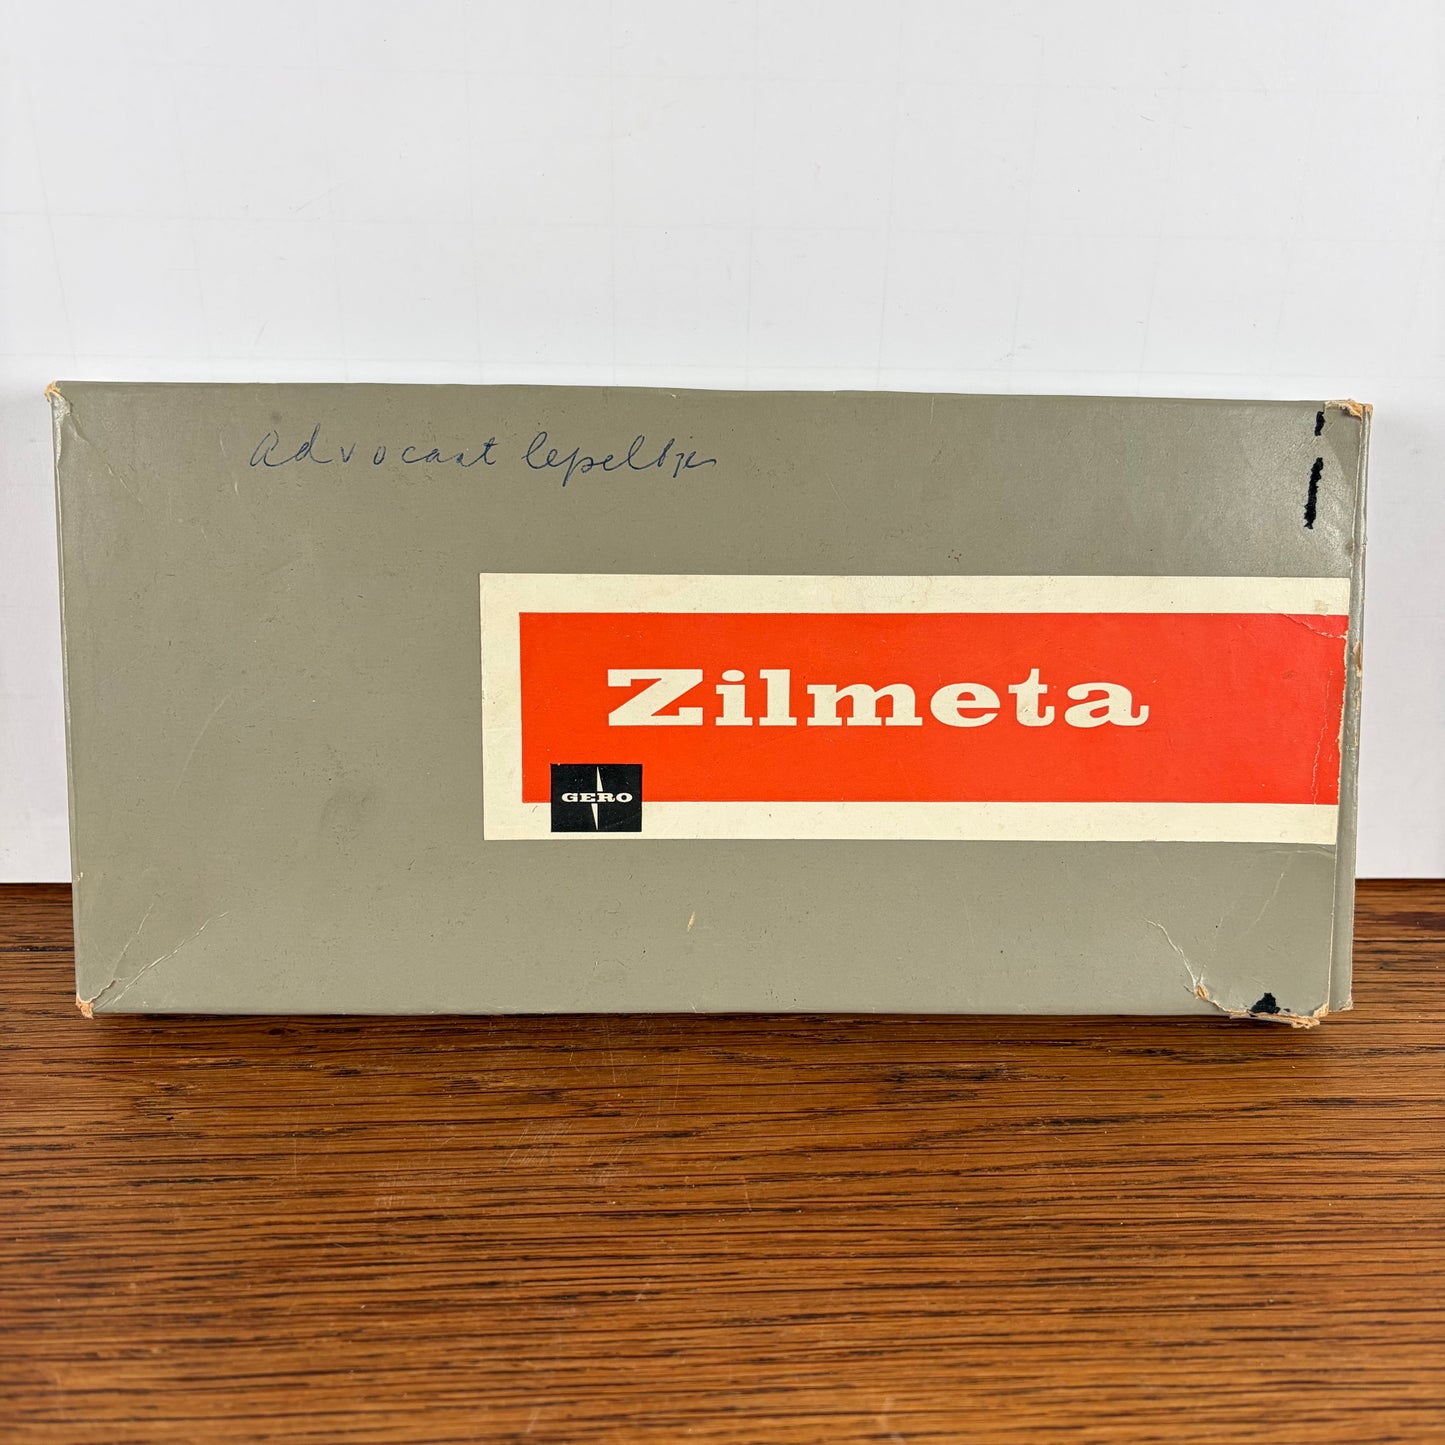 advocaat lepeltjes
Zilmeta
GERO